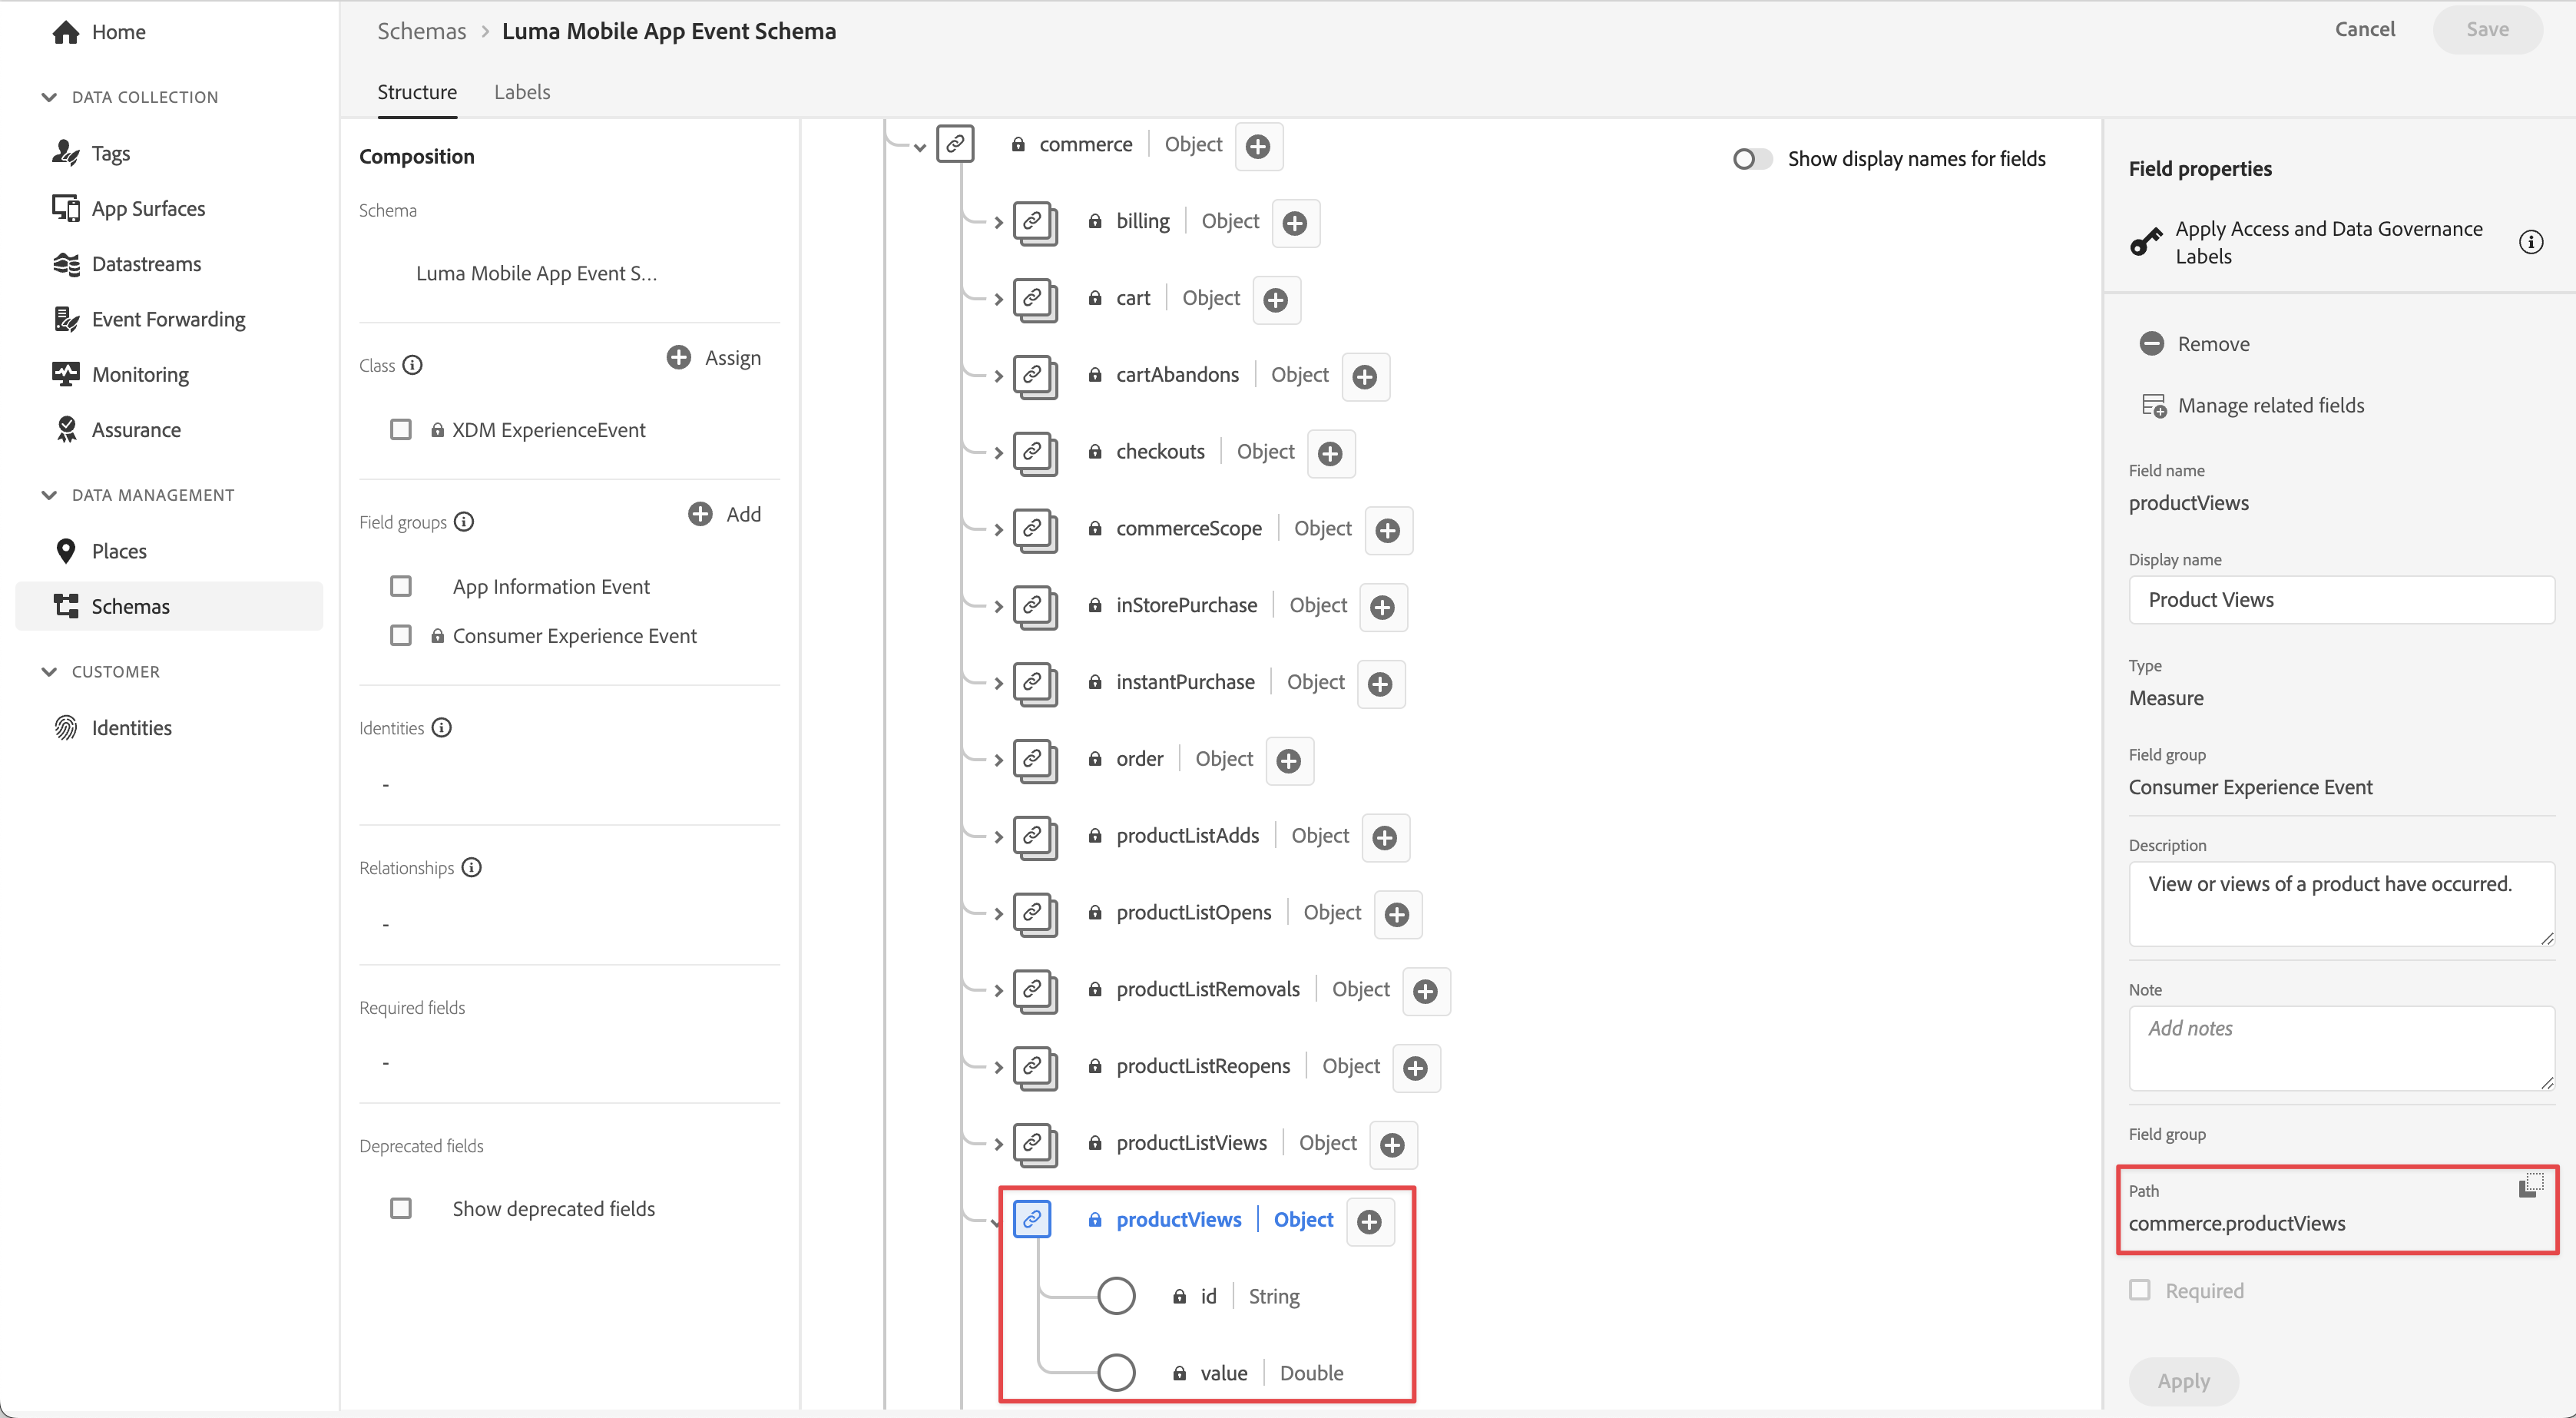 Home
DATA COLLECTION
Tags
App Surfaces
Datastreams
Event Forwarding
Monitoring
Assurance
DATA MANAGEMENT
Places
Schemas
CUSTOMER
Identities
Schemas > Luma Mobile App Event Schema
Cancel
Save
Structure
Labels
Composition
Schema
Luma Mobile App Event S...
Class
Assign
XDM ExperienceEvent
Field groups
Add
App Information Event
Consumer Experience Event
Identities
-
Relationships
-
Required fields
-
Deprecated fields
Show deprecated fields
commerce | Object
Show display names for fields
billing | Object
cart | Object
cartAbandons | Object
checkouts | Object
commerceScope | Object
inStorePurchase | Object
instantPurchase | Object
order | Object
productListAdds | Object
productListOpens | Object
productListRemovals | Object
productListReopens | Object
productListViews | Object
productViews | Object
id | String
value | Double
Field properties
Apply Access and Data Governance
Labels
Remove
Manage related fields
Field name
productViews
Display name
Product Views
Type
Measure
Field group
Consumer Experience Event
Description
View or views of a product have occurred.
Note
Add notes
Field group
Path
commerce.productViews
Required
Apply